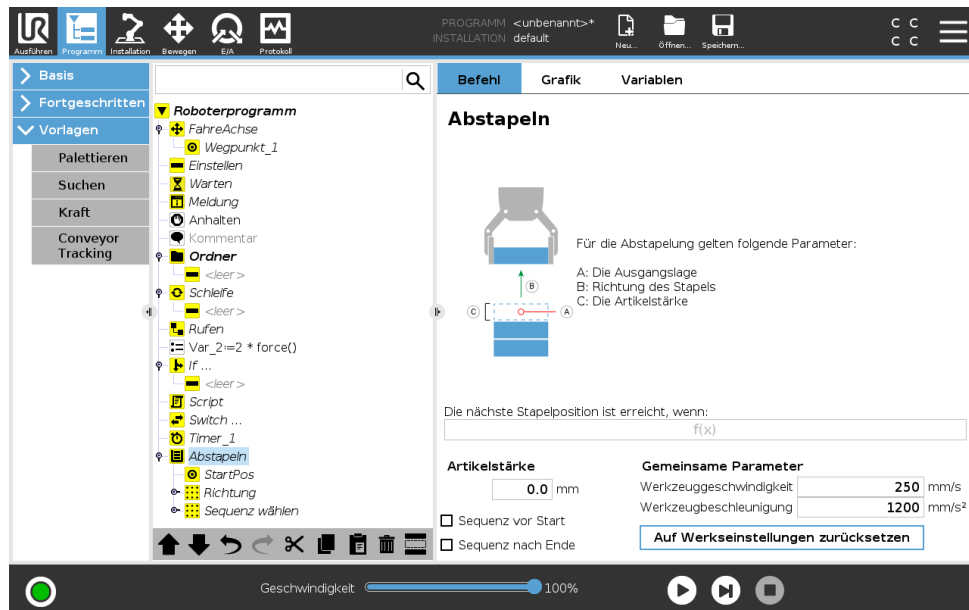 PROGRAMM <unbenannt>*
INSTALLATION default
UR
Ausführen
Programm
Installation
Bewegen
E/A
Protokoll
Neu...
Öffnen...
Speichern...
C C
C C
Basis
Fortgeschritten
Vorlagen
Palettieren
Suchen
Kraft
Conveyor
Tracking
Roboterprogramm
FahreAchse
Wegpunkt_1
Einstellen
Warten
Meldung
Anhalten
Kommentar
Ordner
<leer>
Schleife
<leer>
Rufen
Var_2≔2 * force()
If ...
<leer>
Script
Switch ...
Timer_1
Abstapeln
StartPos
Richtung
Sequenz wählen
Befehl
Grafik
Variablen
Abstapeln
B
C
A
Für die Abstapelung gelten folgende Parameter:
A: Die Ausgangslage
B: Richtung des Stapels
C: Die Artikelstärke
Die nächste Stapelposition ist erreicht, wenn:
f(x)
Artikelstärke
0.0 mm
Sequenz vor Start
Sequenz nach Ende
Gemeinsame Parameter
Werkzeuggeschwindigkeit 250 mm/s
Werkzeugbeschleunigung 1200 mm/s²
Auf Werkseinstellungen zurücksetzen
Geschwindigkeit 100%